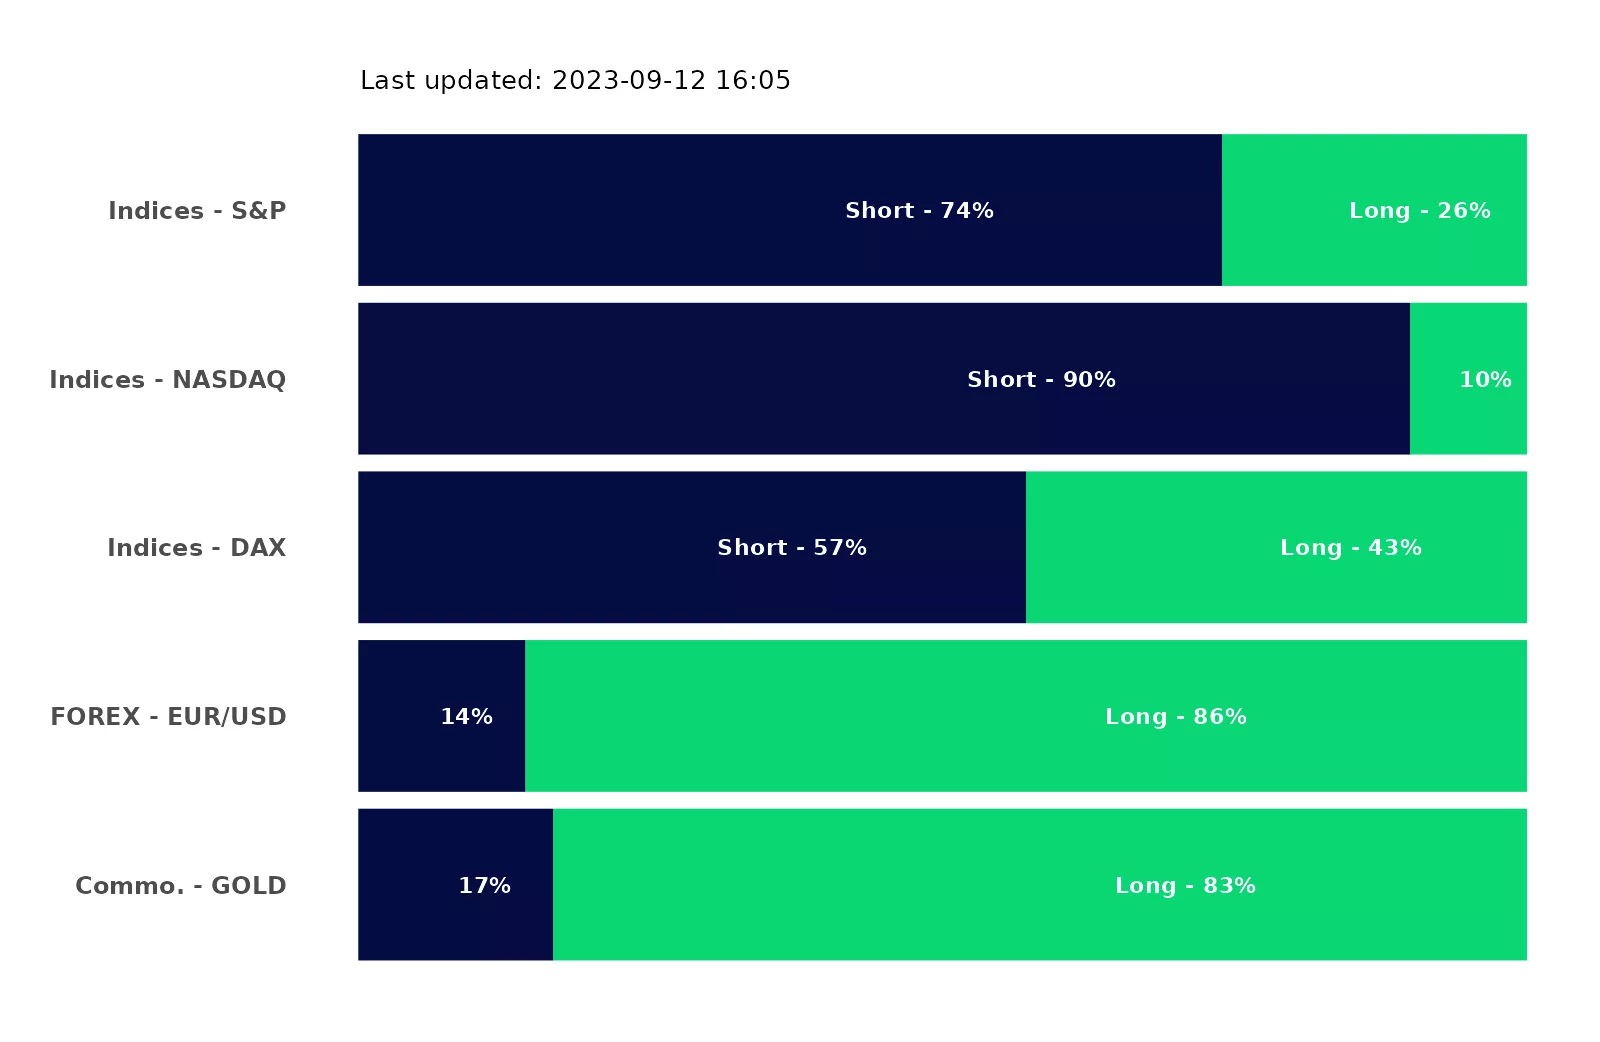 Last updated: 2023-09-12 16:05
Indices - S&P Short - 74% Long - 26%
Indices - NASDAQ Short - 90% 10%
Indices - DAX Short - 57% Long - 43%
FOREX - EUR/USD 14% Long - 86%
Commo. - GOLD 17% Long - 83%